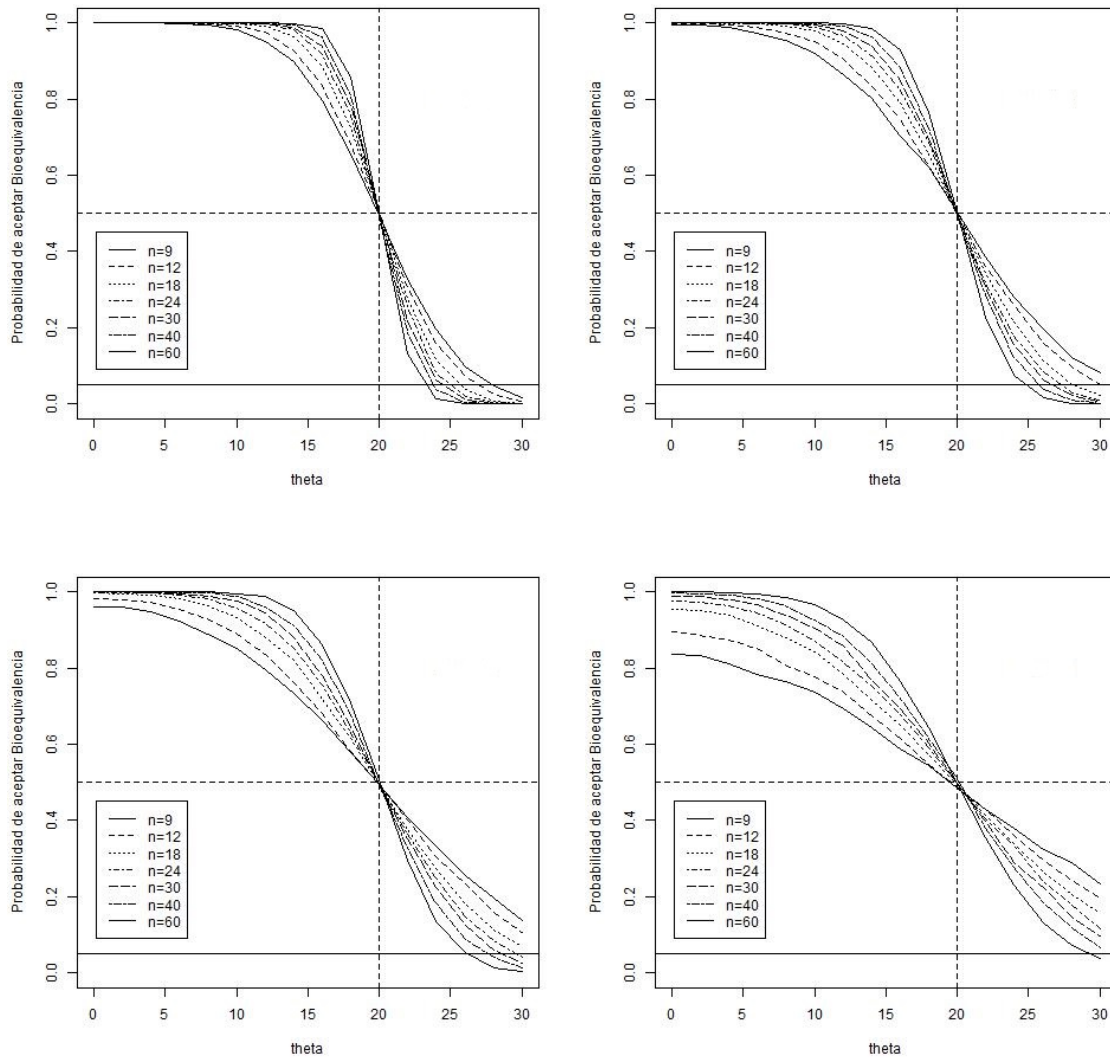 Probabilidad de aceptar Bioequivalencia
1.0
0.8
0.6
0.4
0.2
0.0
n=9
n=12
n=18
n=24
n=30
n=40
n=60
0 5 10 15 20 25 30
theta
Probabilidad de aceptar Bioequivalencia
1.0
0.8
0.6
0.4
0.2
0.0
n=9
n=12
n=18
n=24
n=30
n=40
n=60
0 5 10 15 20 25 30
theta
Probabilidad de aceptar Bioequivalencia
1.0
0.8
0.6
0.4
0.2
0.0
n=9
n=12
n=18
n=24
n=30
n=40
n=60
0 5 10 15 20 25 30
theta
Probabilidad de aceptar Bioequivalencia
1.0
0.8
0.6
0.4
0.2
0.0
n=9
n=12
n=18
n=24
n=30
n=40
n=60
0 5 10 15 20 25 30
theta